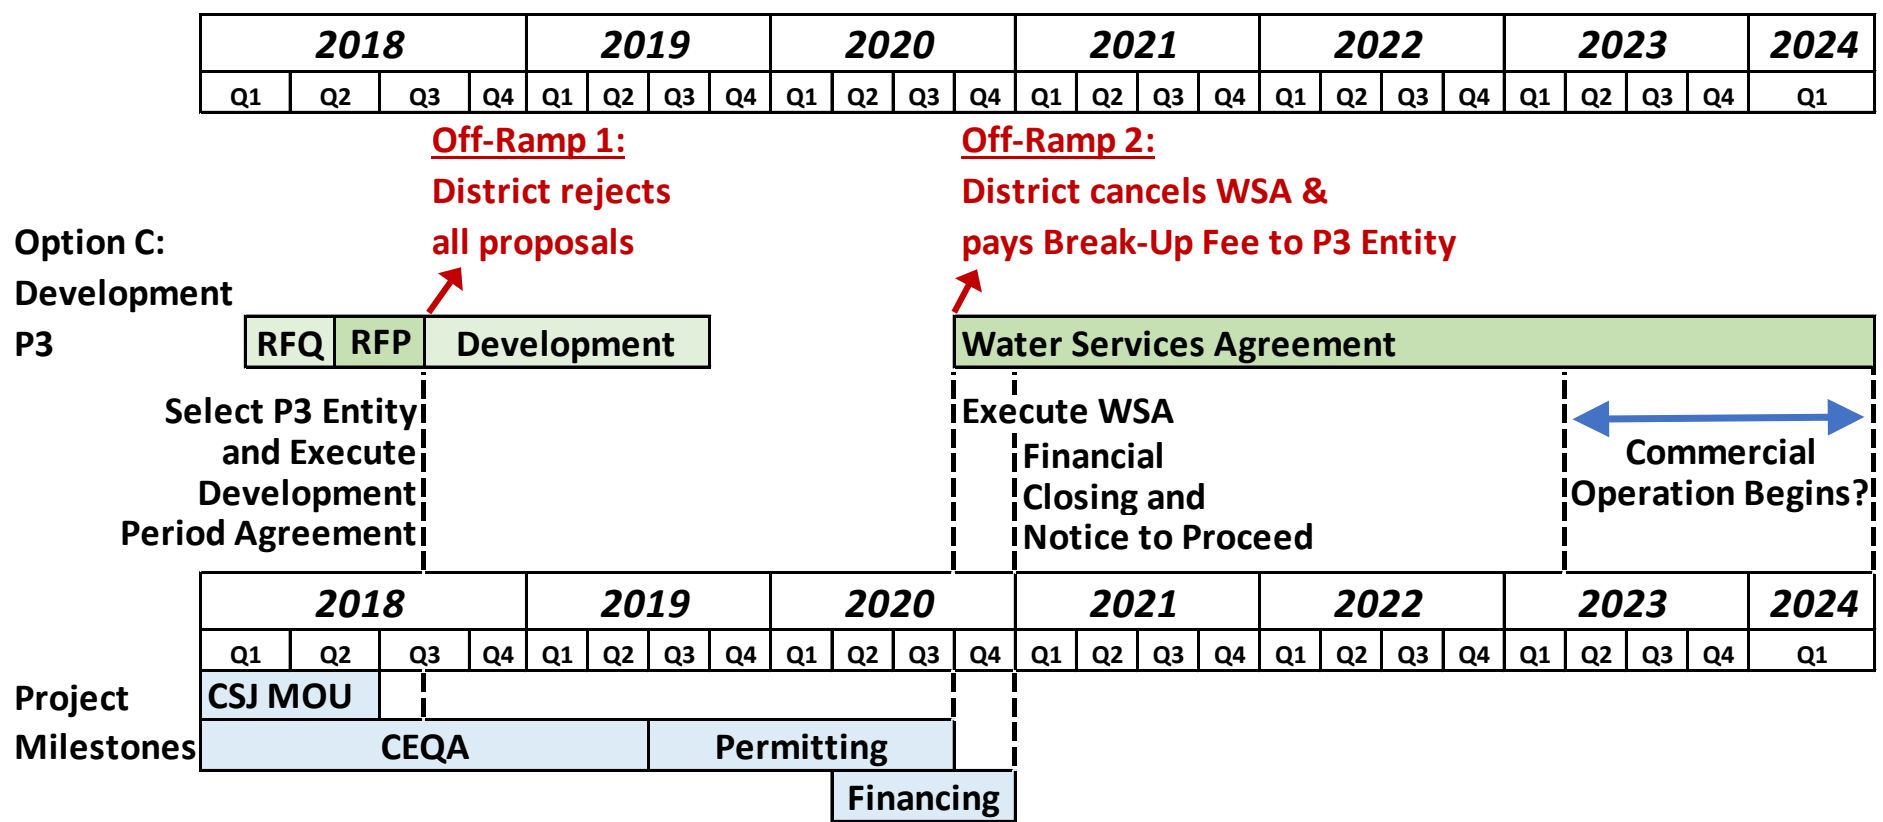 2018 2019 2020 2021 2022 2023 2024
Q1 Q2 Q3 Q4 Q1 Q2 Q3 Q4 Q1 Q2 Q3 Q4 Q1 Q2 Q3 Q4 Q1 Q2 Q3 Q4 Q1 Q2 Q3 Q4 Q1
Off-Ramp 1:
District rejects
all proposals
Off-Ramp 2:
District cancels WSA &
pays Break-Up Fee to P3 Entity
Option C:
Development
P3
RFQ RFP Development Water Services Agreement
Select P3 Entity
and Execute
Development
Period Agreement
Execute WSA
Financial
Closing and
Notice to Proceed
Commercial
Operation Begins?
2018 2019 2020 2021 2022 2023 2024
Q1 Q2 Q3 Q4 Q1 Q2 Q3 Q4 Q1 Q2 Q3 Q4 Q1 Q2 Q3 Q4 Q1 Q2 Q3 Q4 Q1 Q2 Q3 Q4 Q1
Project
Milestones
CSJ MOU
CEQA Permitting
Financing